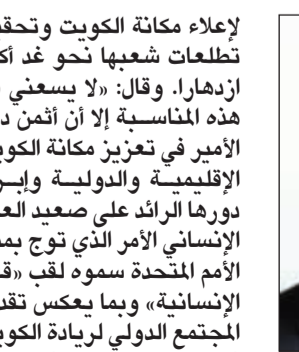 لإعلاء مكانة الكويت وتحقيق
تطلعات شعبها نحو غد أكثر
ازدهارا. وقال: «لا يسعني في
هذه المناسبة إلا أن أثمن دور
الأمير في تعزيز مكانة الكويت
الإقليمية والدولية وإبراز
دورها الرائد على صعيد العمل
الإنساني الأمر الذي توج بمنح
الأمم المتحدة سموه لقب «قائد
الإنسانية» وبما يعكس تقدير
المجتمع الدولي لريادة الكويت